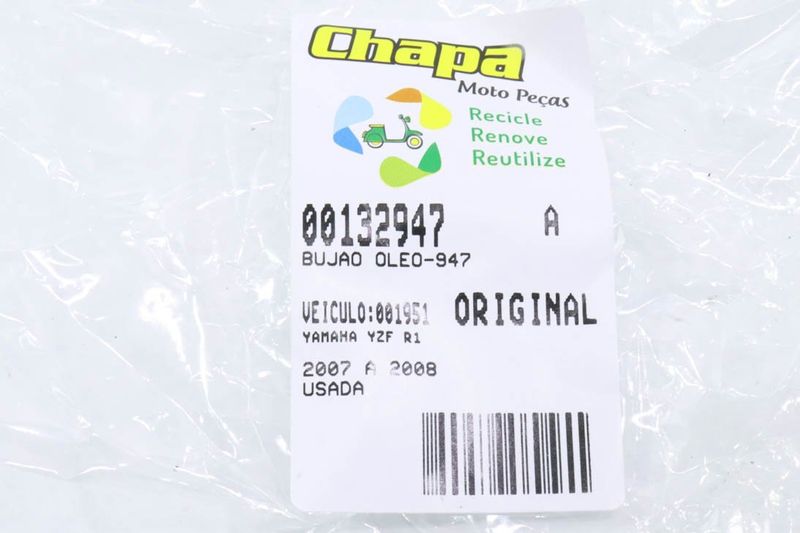 Chapa
Moto Peças
Recicle
Renove
Reutilize
00132947 A
BUJAO OLEO-947
VEICULO:001951 ORIGINAL
YAMAHA YZF R1
2007 A 2008
USADA